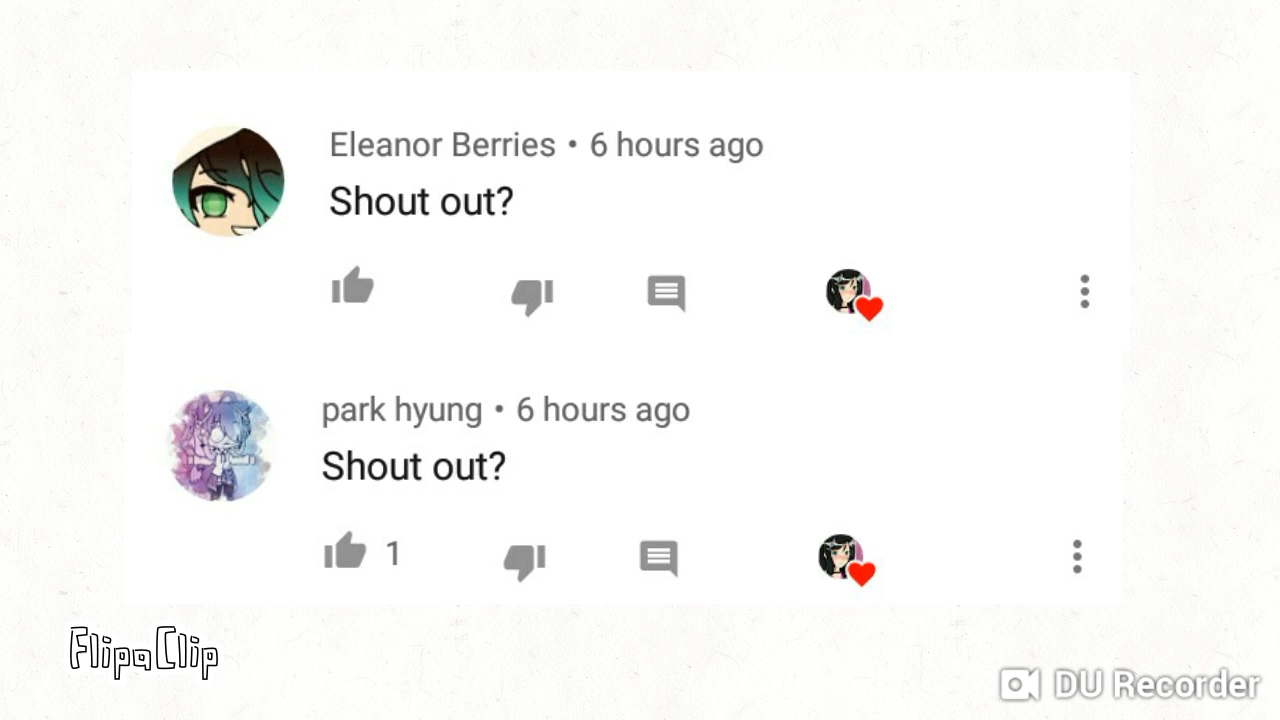 Eleanor Berries • 6 hours ago
Shout out?
park hyung • 6 hours ago
Shout out?
1
FlipaClip
DU Recorder